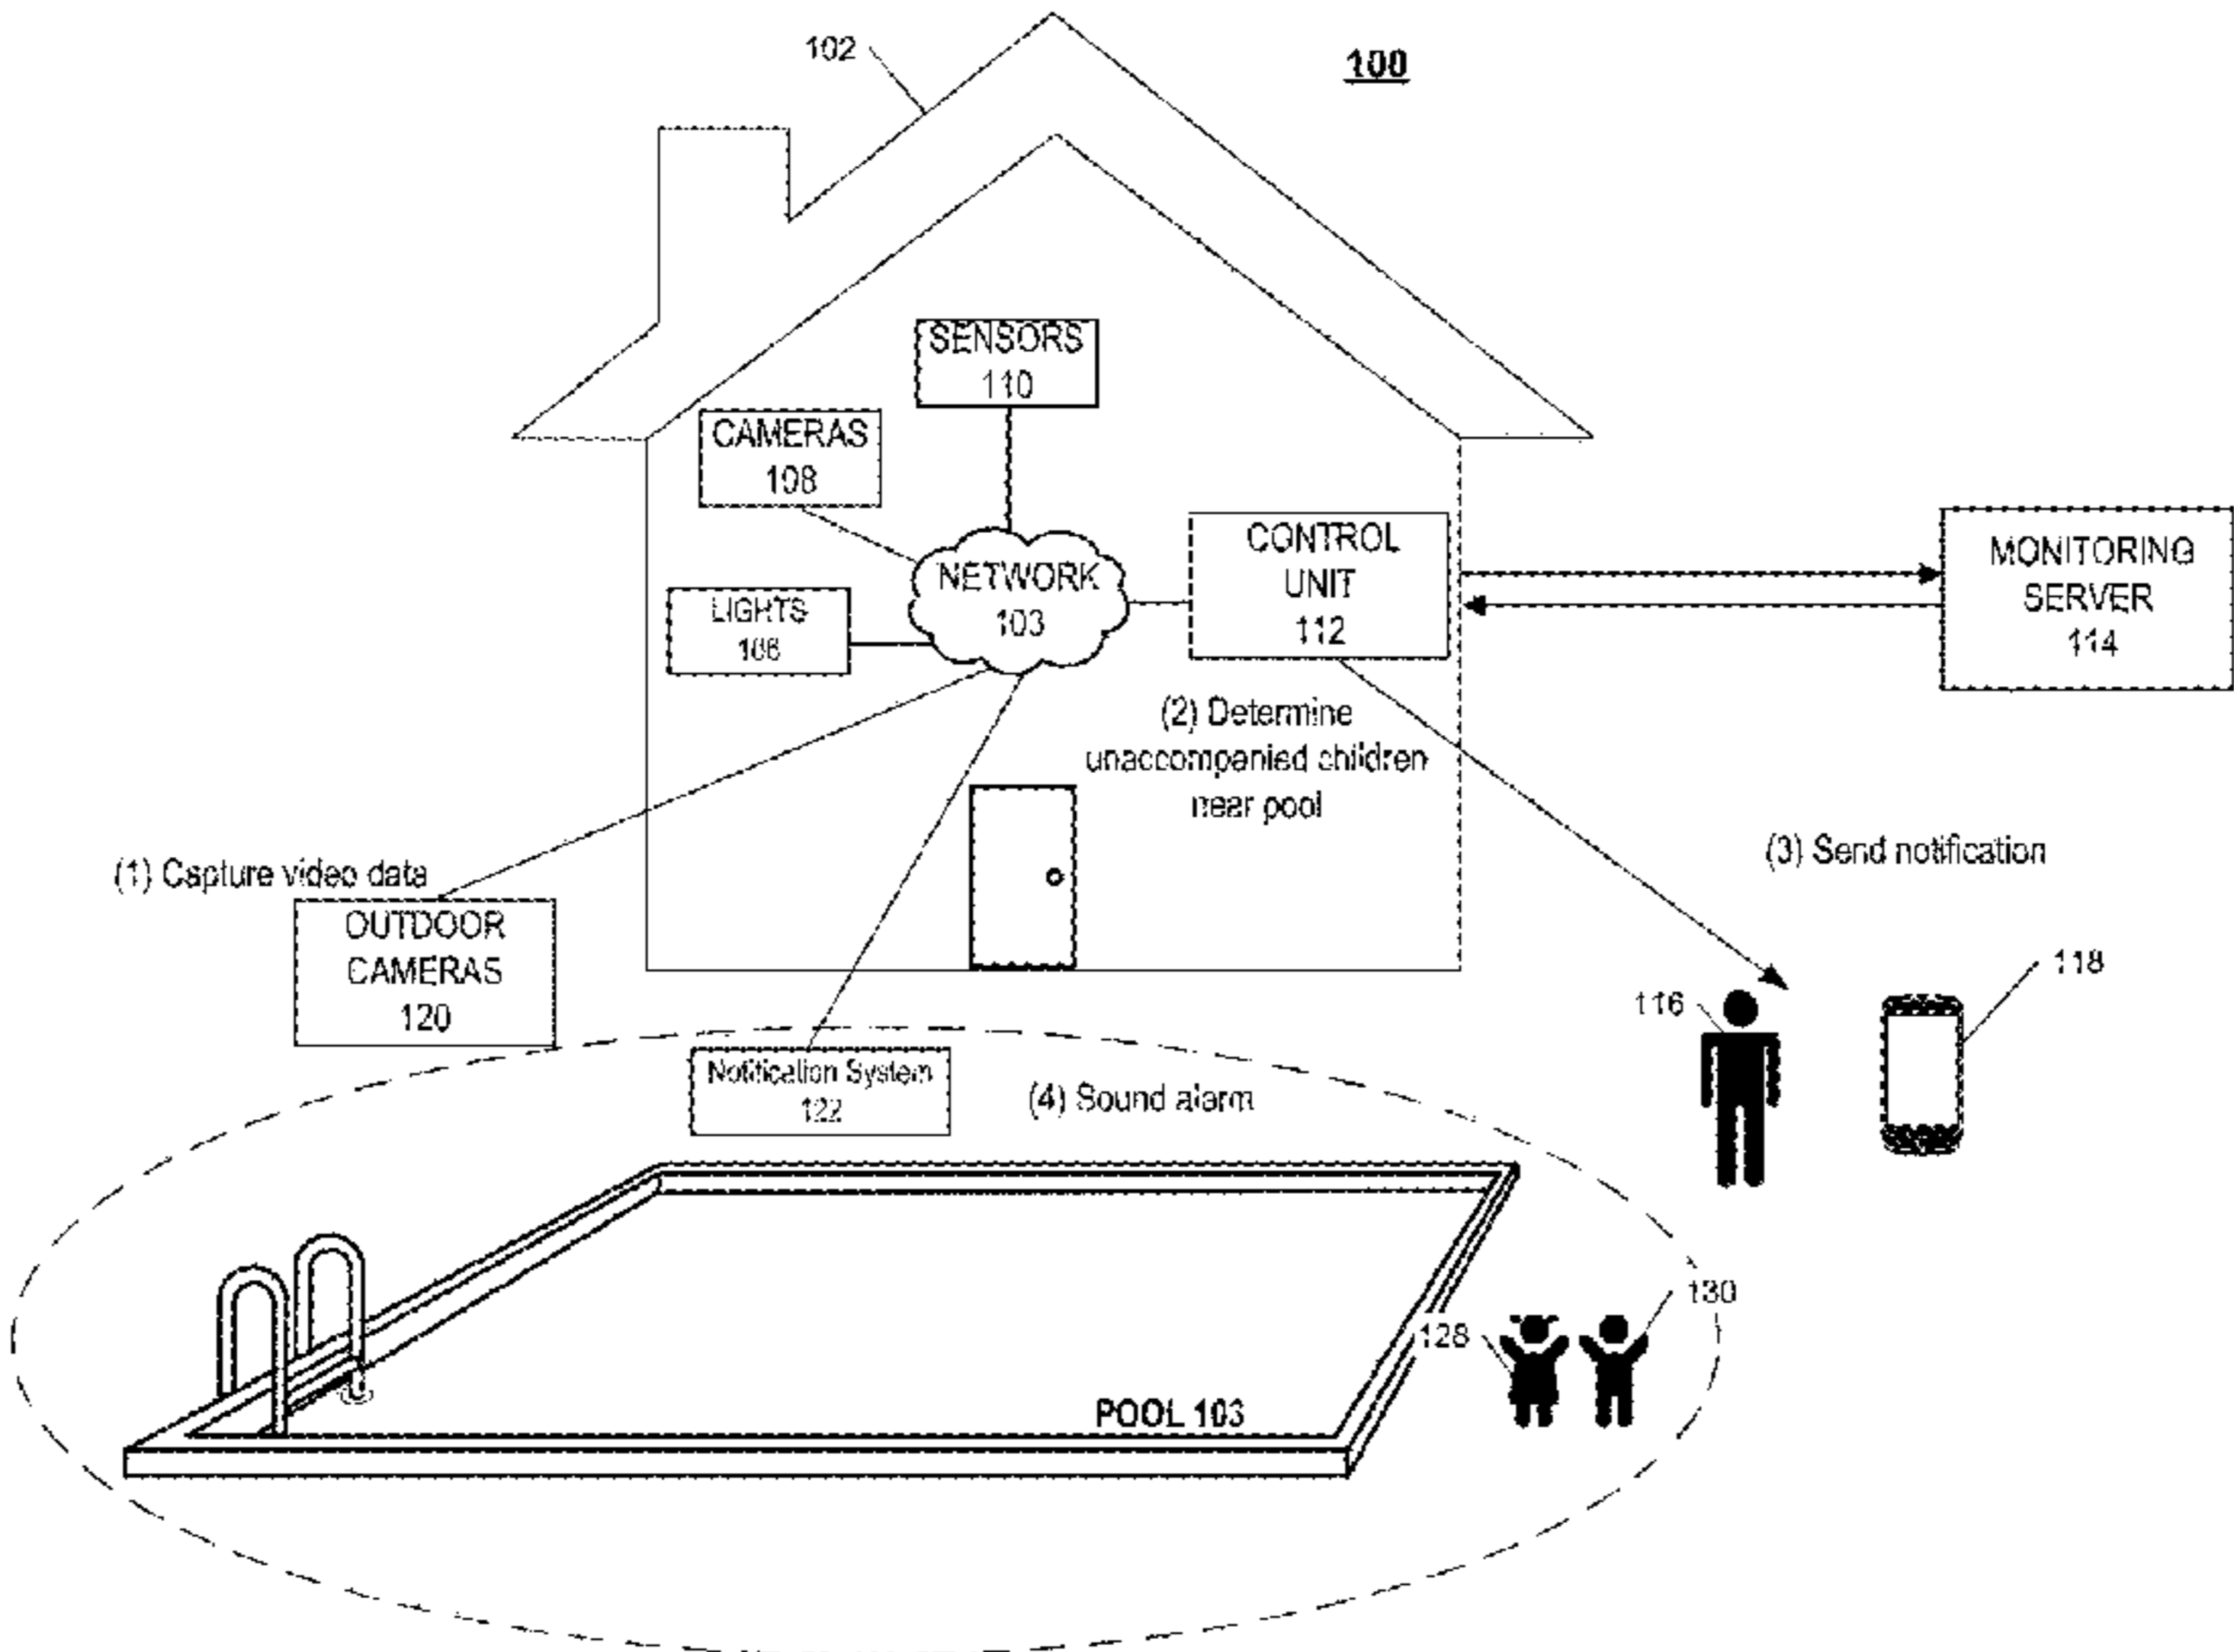 102
100
SENSORS
110
CAMERAS
108
NETWORK
103
CONTROL
UNIT
112
MONITORING
SERVER
114
LIGHTS
106
(2) Determine
unaccompanied children
near pool
(1) Capture video data
(3) Send notification
OUTDOOR
CAMERAS
120
116
118
Notification System
122
(4) Sound alarm
128
130
POOL 103